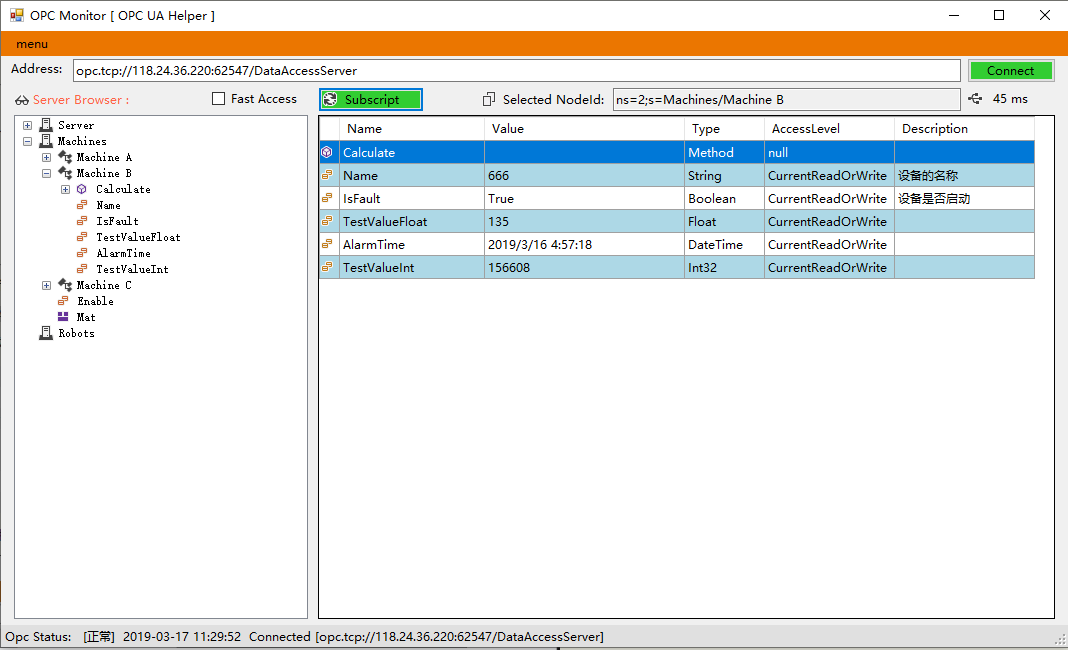 OPC Monitor [ OPC UA Helper ]
menu
Address: opc.tcp://118.24.36.220:62547/DataAccessServer Connect
Server Browser : Fast Access Subscript Selected NodeId: ns=2;s=Machines/Machine B 45 ms
Server
Machines
Machine A
Machine B
Calculate
Name
IsFault
TestValueFloat
AlarmTime
TestValueInt
Machine C
Enable
Mat
Robots
Name Value Type AccessLevel Description
Calculate Method null
Name 666 String CurrentReadOrWrite 设备的名称
IsFault True Boolean CurrentReadOrWrite 设备是否启动
TestValueFloat 135 Float CurrentReadOrWrite
AlarmTime 2019/3/16 4:57:18 DateTime CurrentReadOrWrite
TestValueInt 156608 Int32 CurrentReadOrWrite
Opc Status: [正常] 2019-03-17 11:29:52 Connected [opc.tcp://118.24.36.220:62547/DataAccessServer]